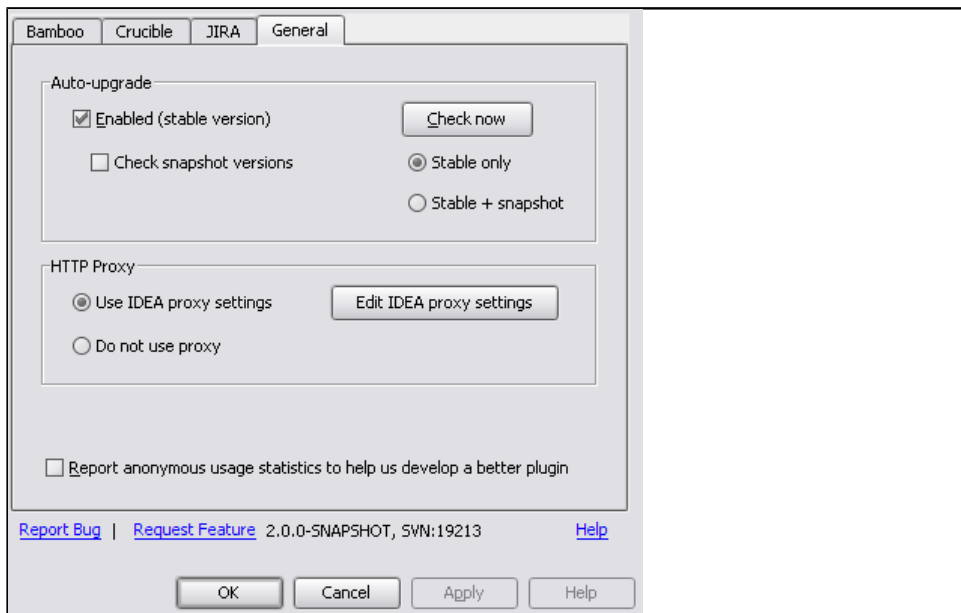 Bamboo Crucible JIRA General
Auto-upgrade
Enabled (stable version) Check now
Check snapshot versions Stable only
Stable + snapshot
HTTP Proxy
Use IDEA proxy settings Edit IDEA proxy settings
Do not use proxy
Report anonymous usage statistics to help us develop a better plugin
Report Bug | Request Feature 2.0.0-SNAPSHOT, SVN:19213 Help
OK Cancel Apply Help